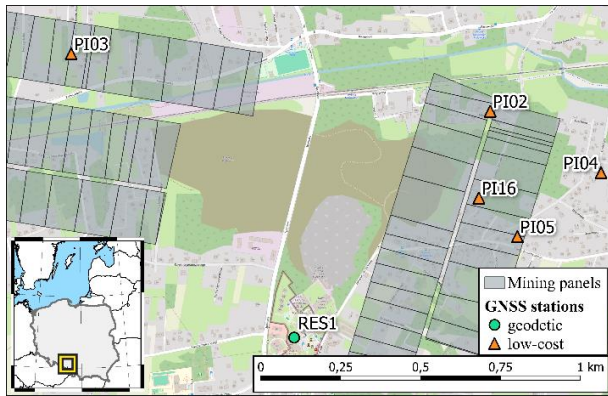 PI03
PI02
PI04
PI16
PI05
RES1
Mining panels
GNSS stations
geodetic
low-cost
0 0,25 0,5 0,75 1 km